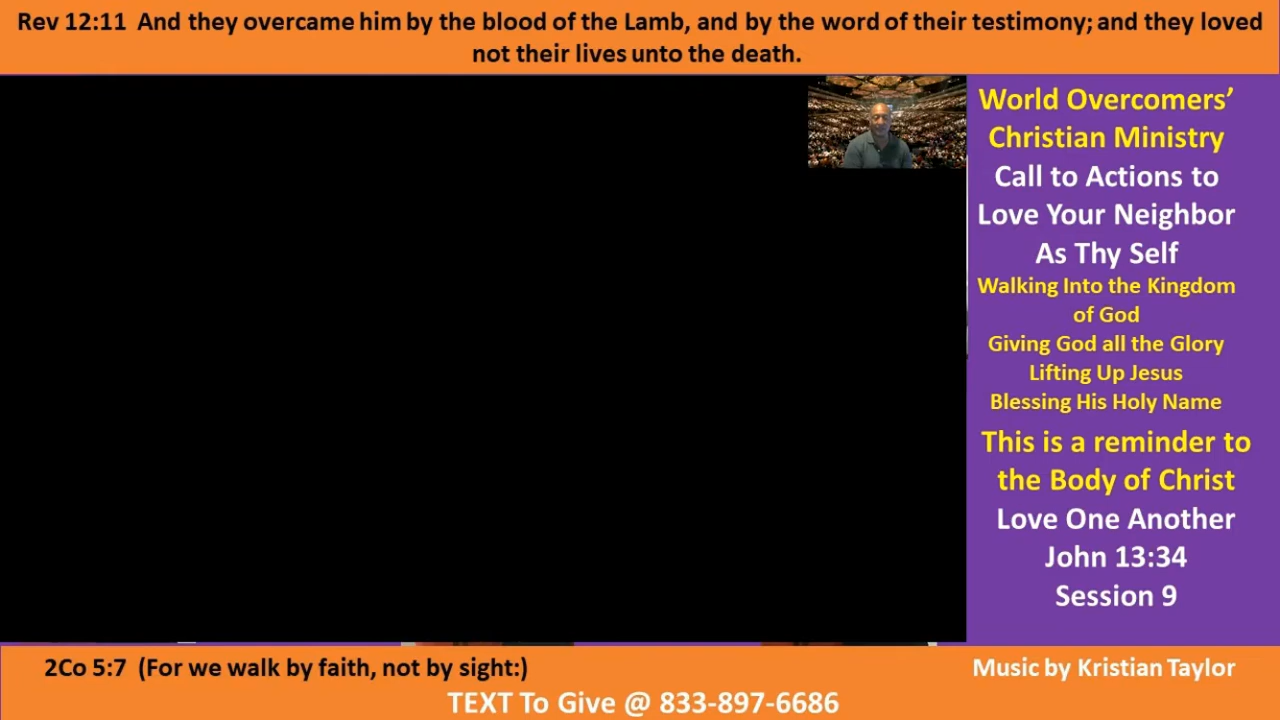 Rev 12:11  And they overcame him by the blood of the Lamb, and by the word of their testimony; and they loved
not their lives unto the death.
World Overcomers’
Christian Ministry
Call to Actions to
Love Your Neighbor
As Thy Self
Walking Into the Kingdom
of God
Giving God all the Glory
Lifting Up Jesus
Blessing His Holy Name
This is a reminder to
the Body of Christ
Love One Another
John 13:34
Session 9
2Co 5:7  (For we walk by faith, not by sight:)
Music by Kristian Taylor
TEXT To Give @ 833-897-6686